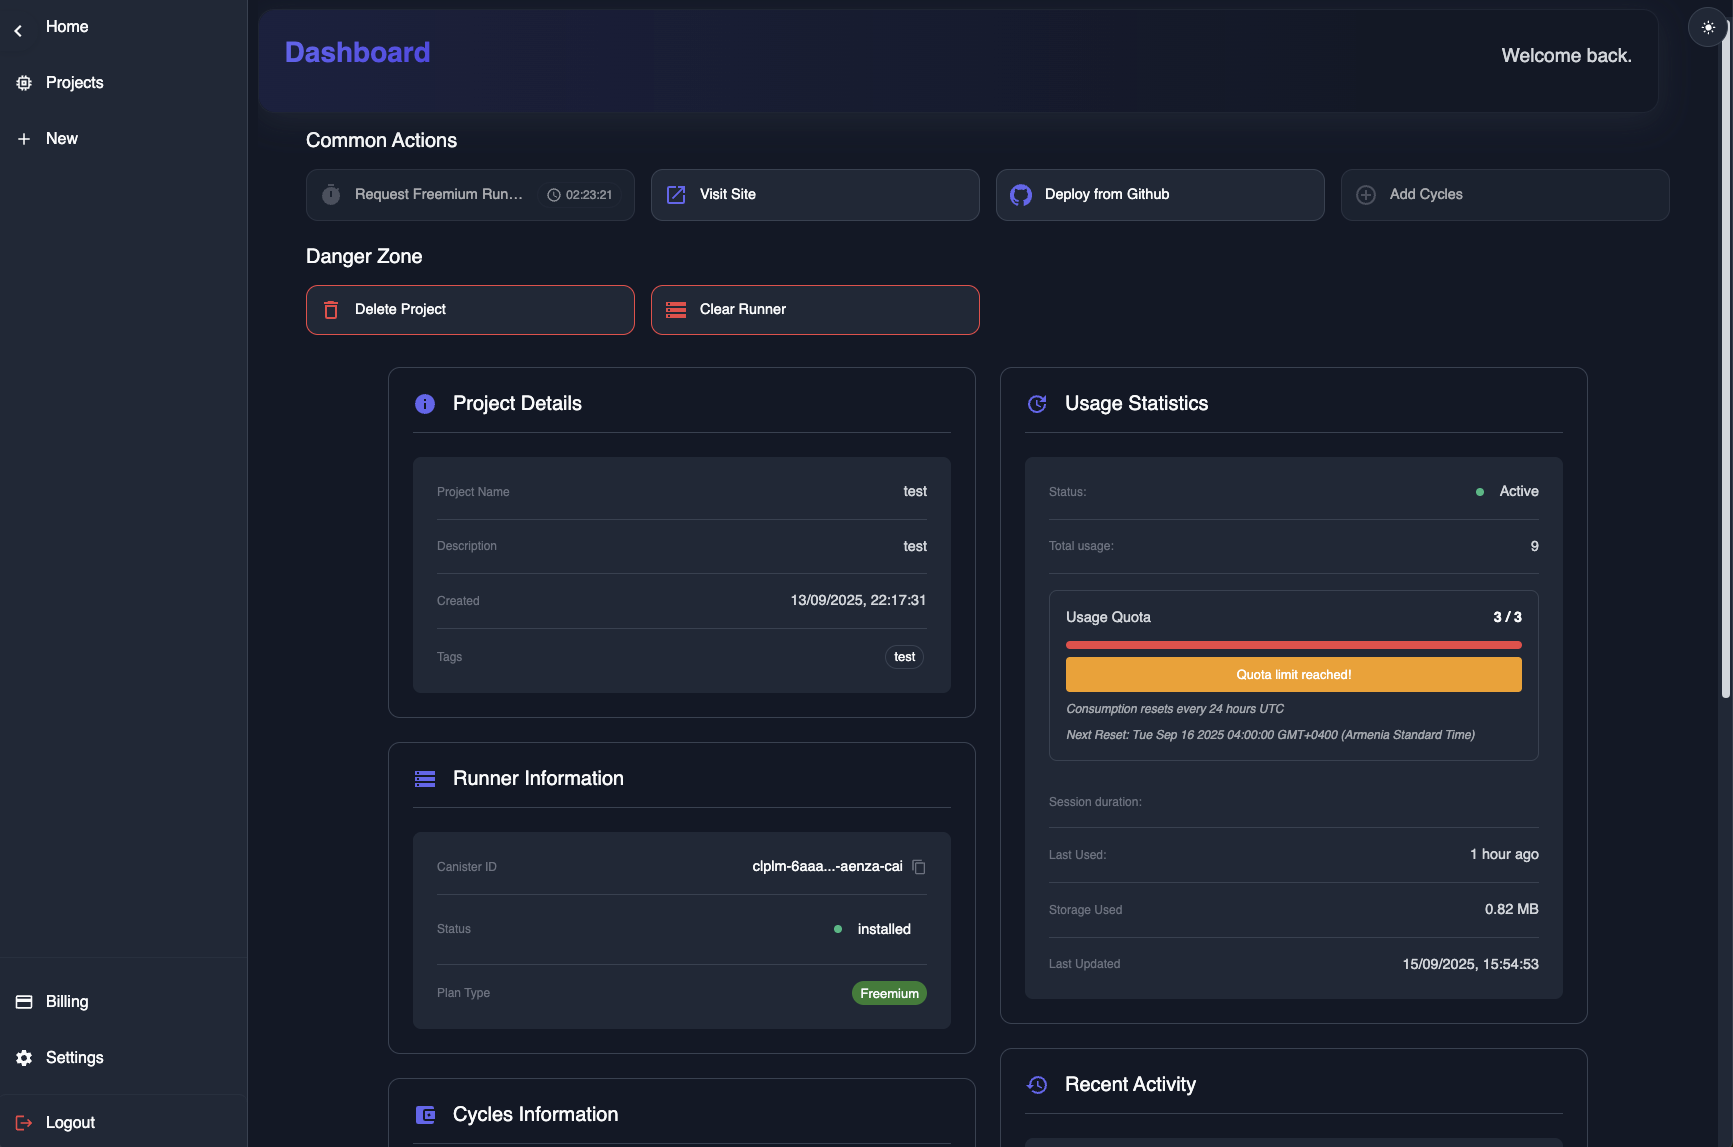 Home
Projects
New
Billing
Settings
Logout
Dashboard
Welcome back.
Common Actions
Request Freemium Run...
02:23:21
Visit Site
Deploy from Github
Add Cycles
Danger Zone
Delete Project
Clear Runner
Project Details
Project Name test
Description test
Created 13/09/2025, 22:17:31
Tags test
Runner Information
Canister ID clplm-6aaa...-aenza-cai
Status installed
Plan Type Freemium
Cycles Information
Usage Statistics
Status: Active
Total usage: 9
Usage Quota 3 / 3
Quota limit reached!
Consumption resets every 24 hours UTC
Next Reset: Tue Sep 16 2025 04:00:00 GMT+0400 (Armenia Standard Time)
Session duration:
Last Used: 1 hour ago
Storage Used 0.82 MB
Last Updated 15/09/2025, 15:54:53
Recent Activity